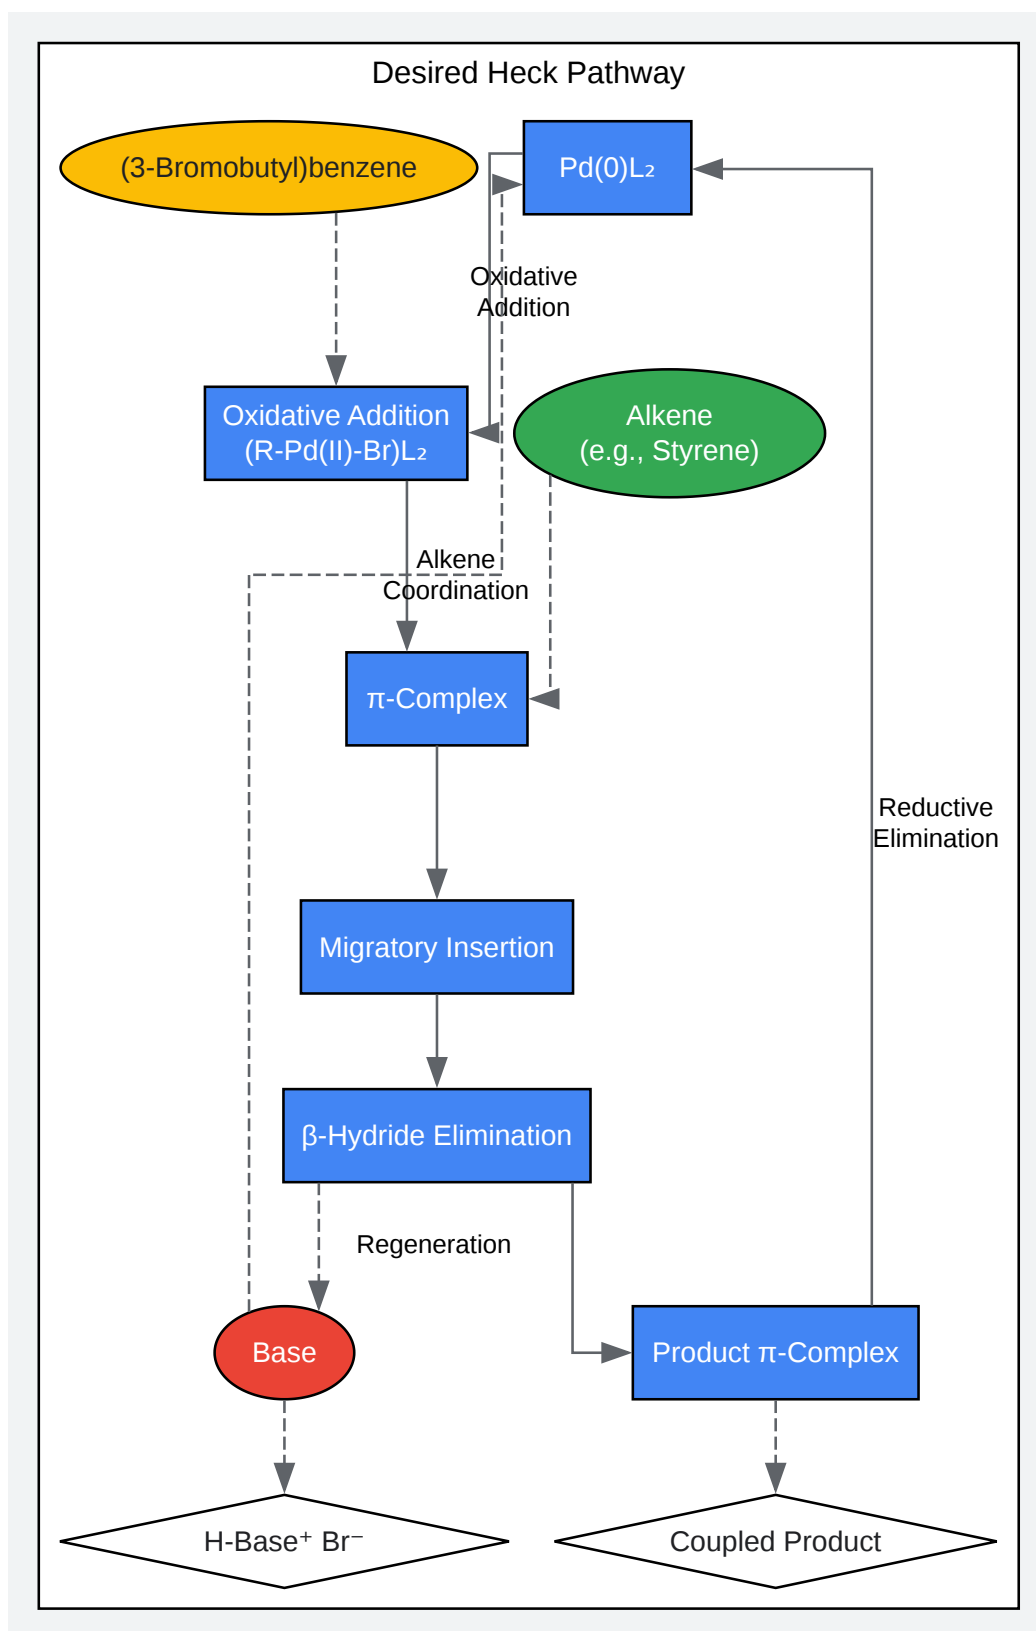 Desired Heck Pathway
(3-Bromobutyl)benzene
Pd(0)L₂
Oxidative
Addition
Oxidative Addition
(R-Pd(II)-Br)L₂
Alkene
(e.g., Styrene)
Alkene
Coordination
π-Complex
Reductive
Elimination
Migratory Insertion
β-Hydride Elimination
Regeneration
Base
Product π-Complex
H-Base⁺ Br⁻
Coupled Product